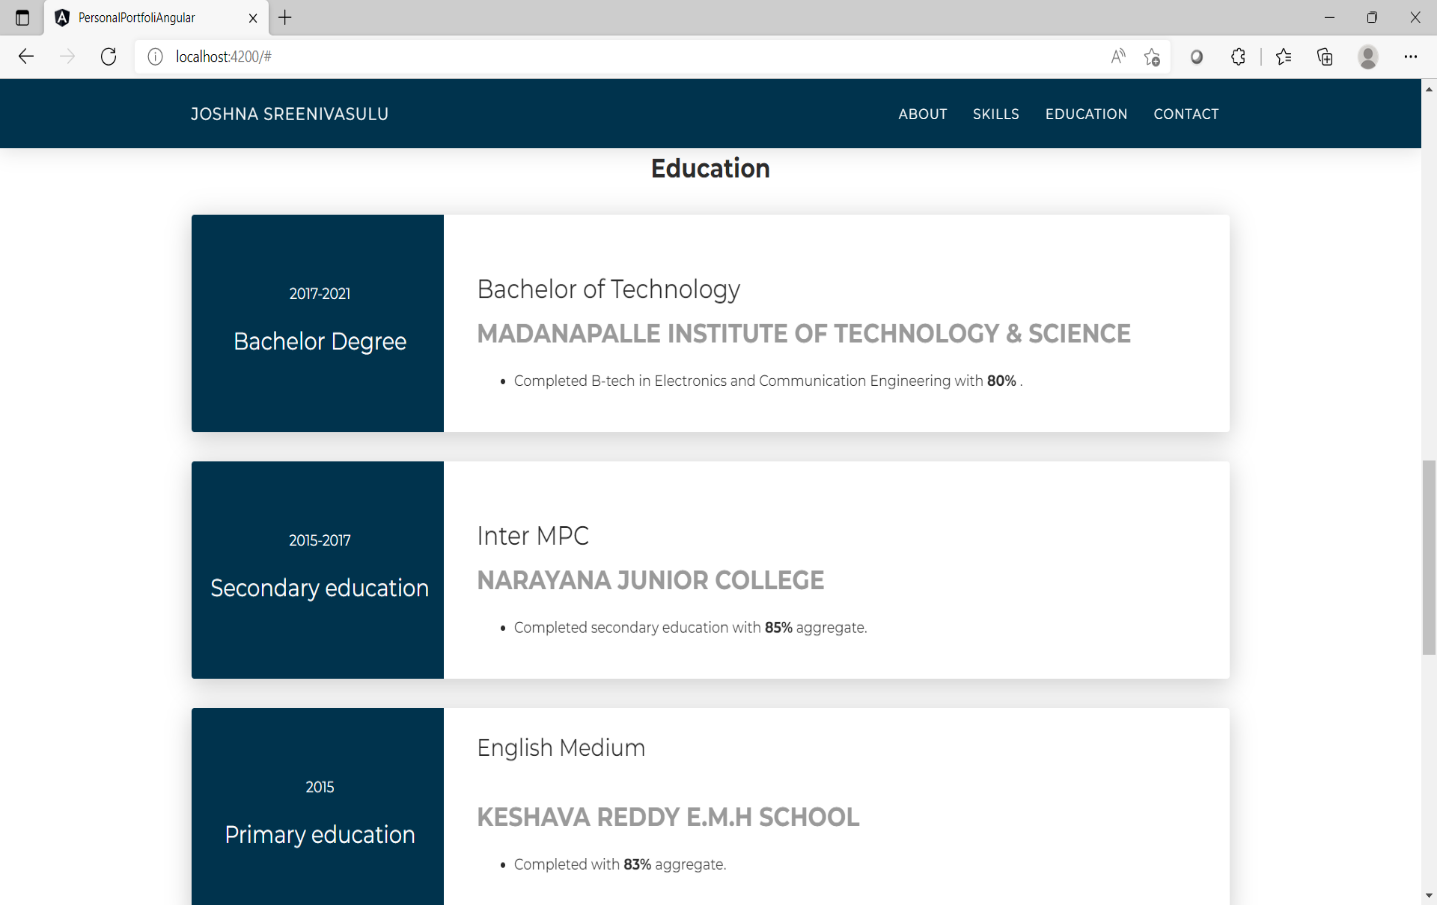 PersonalPortfoliAngular
localhost:4200/#
JOSHNA SREENIVASULU
ABOUT SKILLS EDUCATION CONTACT
Education
2017-2021
Bachelor Degree
Bachelor of Technology
MADANAPALLE INSTITUTE OF TECHNOLOGY & SCIENCE
• Completed B-tech in Electronics and Communication Engineering with 80% .
2015-2017
Secondary education
Inter MPC
NARAYANA JUNIOR COLLEGE
• Completed secondary education with 85% aggregate.
2015
Primary education
English Medium
KESHAVA REDDY E.M.H SCHOOL
• Completed with 83% aggregate.